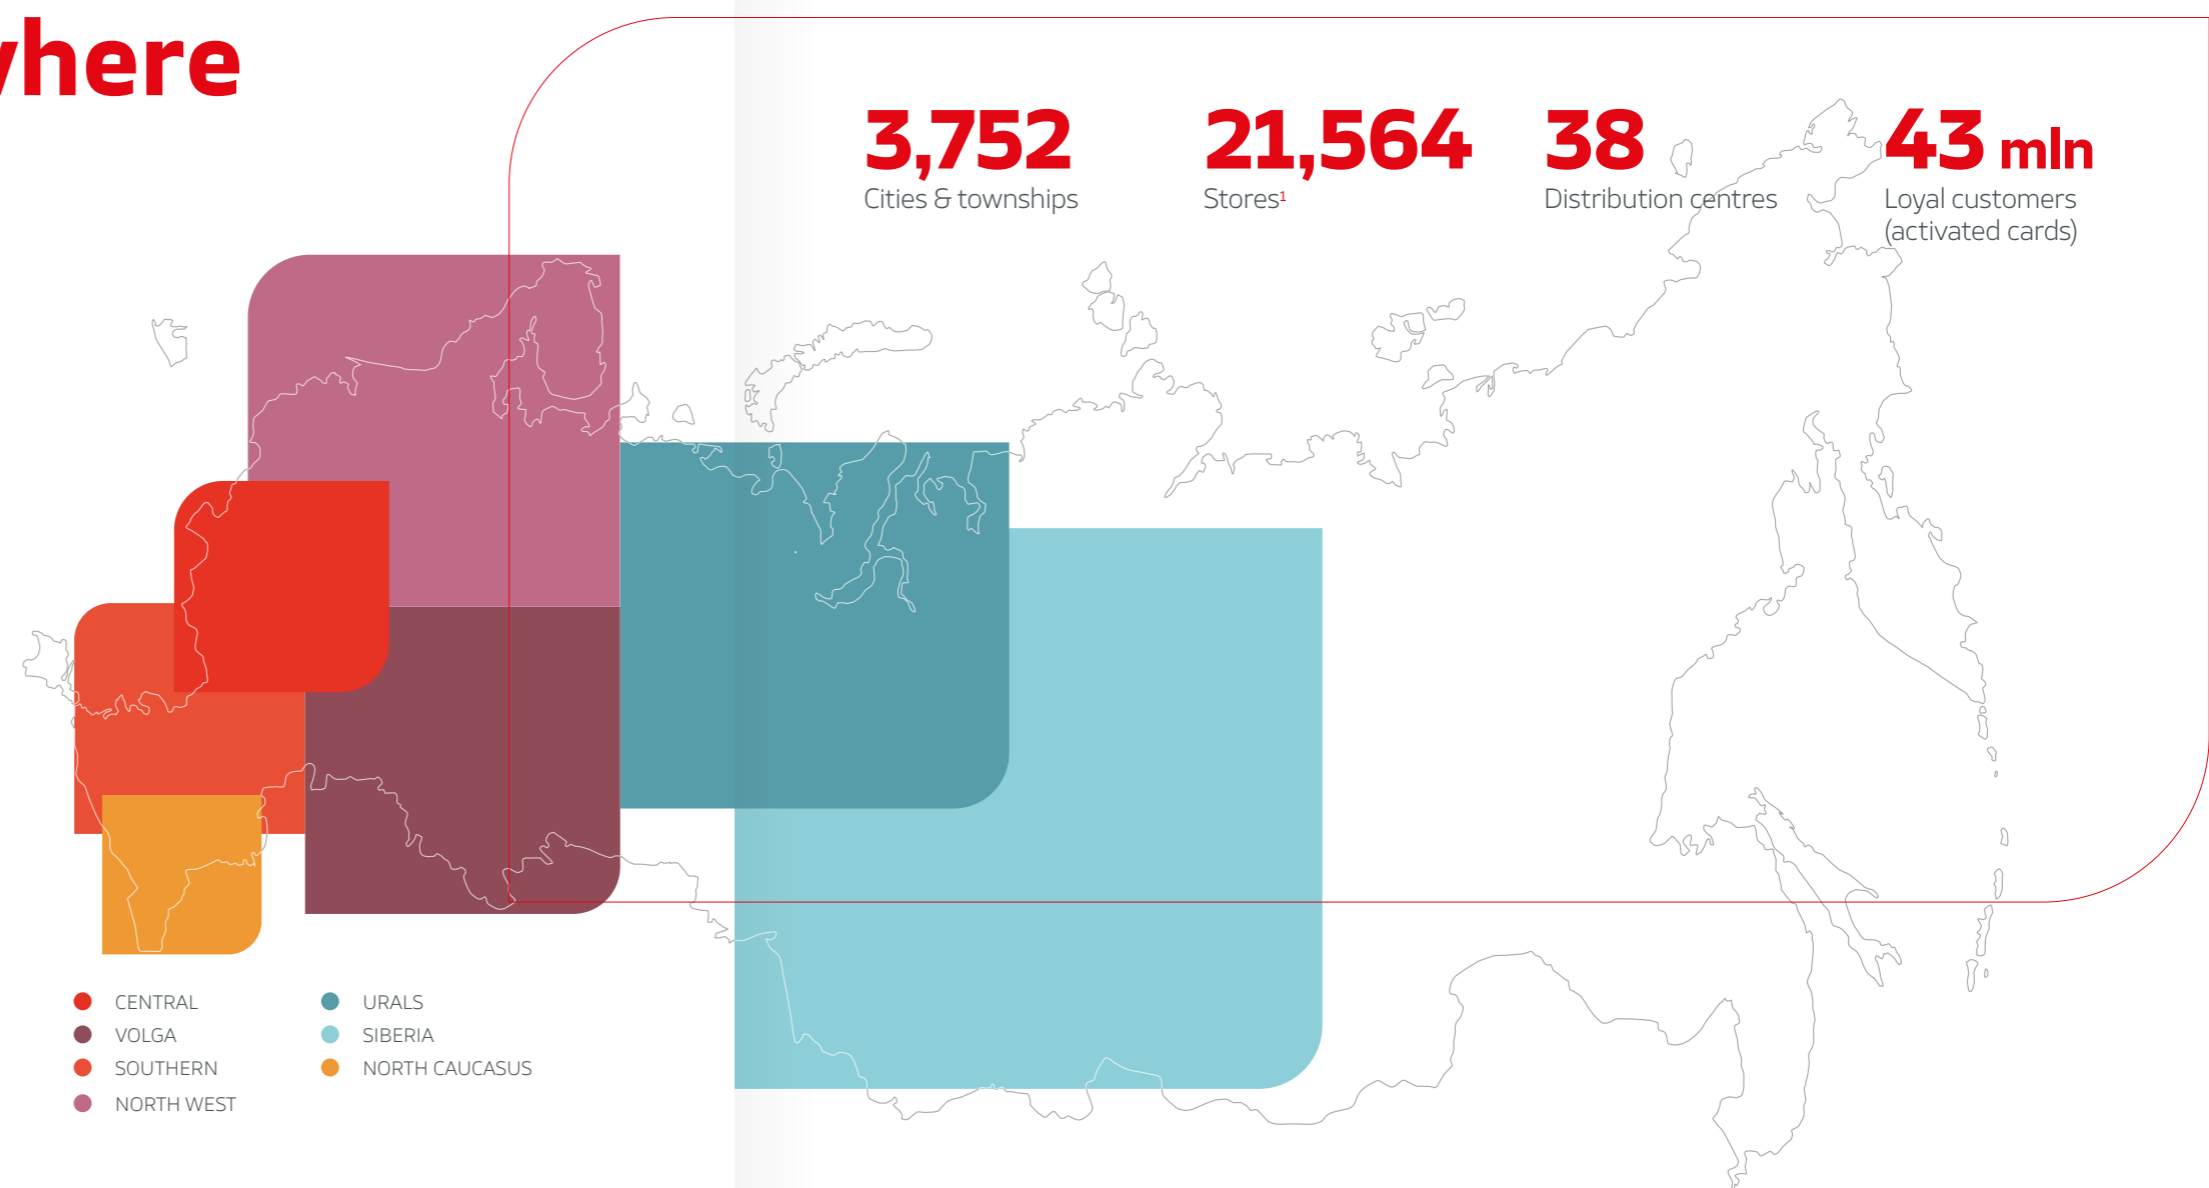 where
3,752
Cities & townships
21,564
Stores¹
38
Distribution centres
43 mln
Loyal customers
(activated cards)
CENTRAL
VOLGA
SOUTHERN
NORTH WEST
URALS
SIBERIA
NORTH CAUCASUS